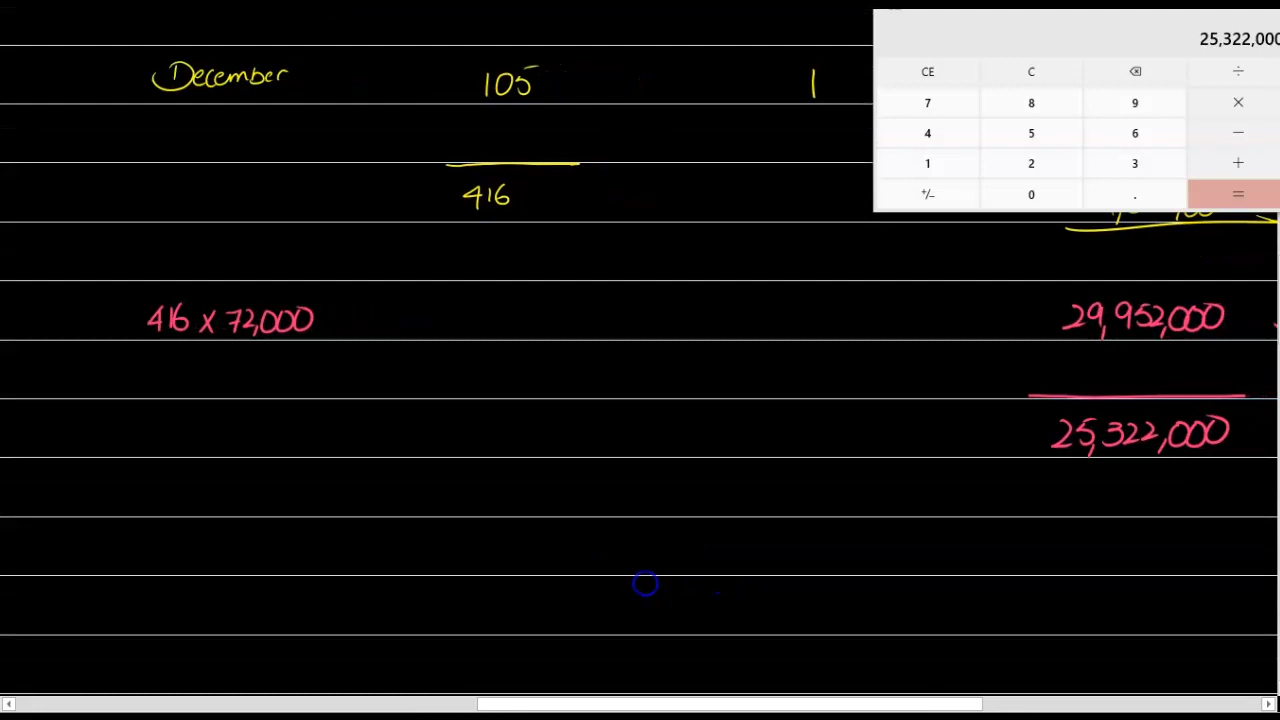 25,322,000
CE C ⌫ ÷
7 8 9 ×
4 5 6 −
1 2 3 +
+/− 0 . =
December 105 1
416
416 x 72,000 29,952,000
25,322,000